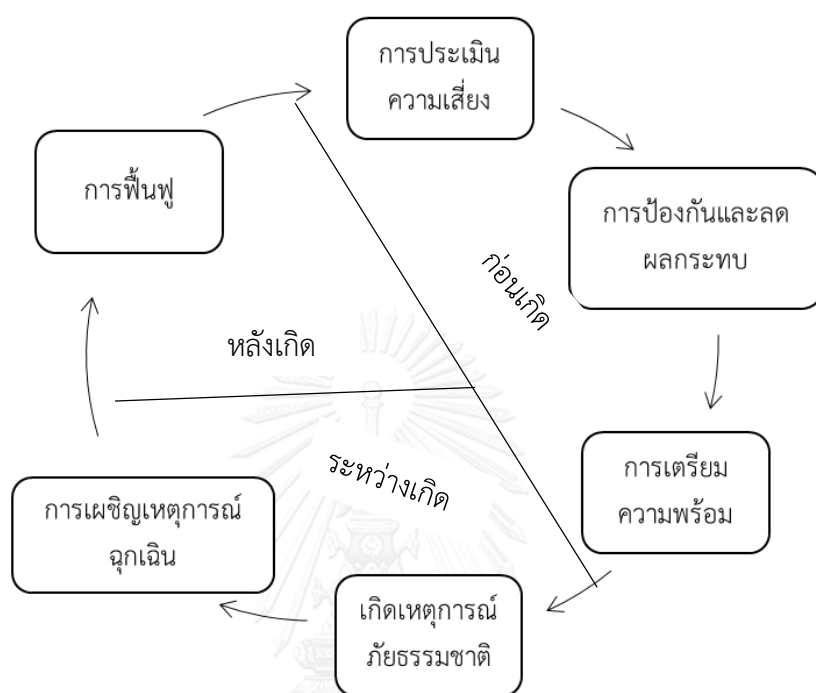 การประเมิน
ความเสี่ยง
การป้องกันและลด
ผลกระทบ
การเตรียม
ความพร้อม
เกิดเหตุการณ์
ภัยธรรมชาติ
การเผชิญเหตุการณ์
ฉุกเฉิน
การฟื้นฟู
ก่อนเกิด
หลังเกิด
ระหว่างเกิด